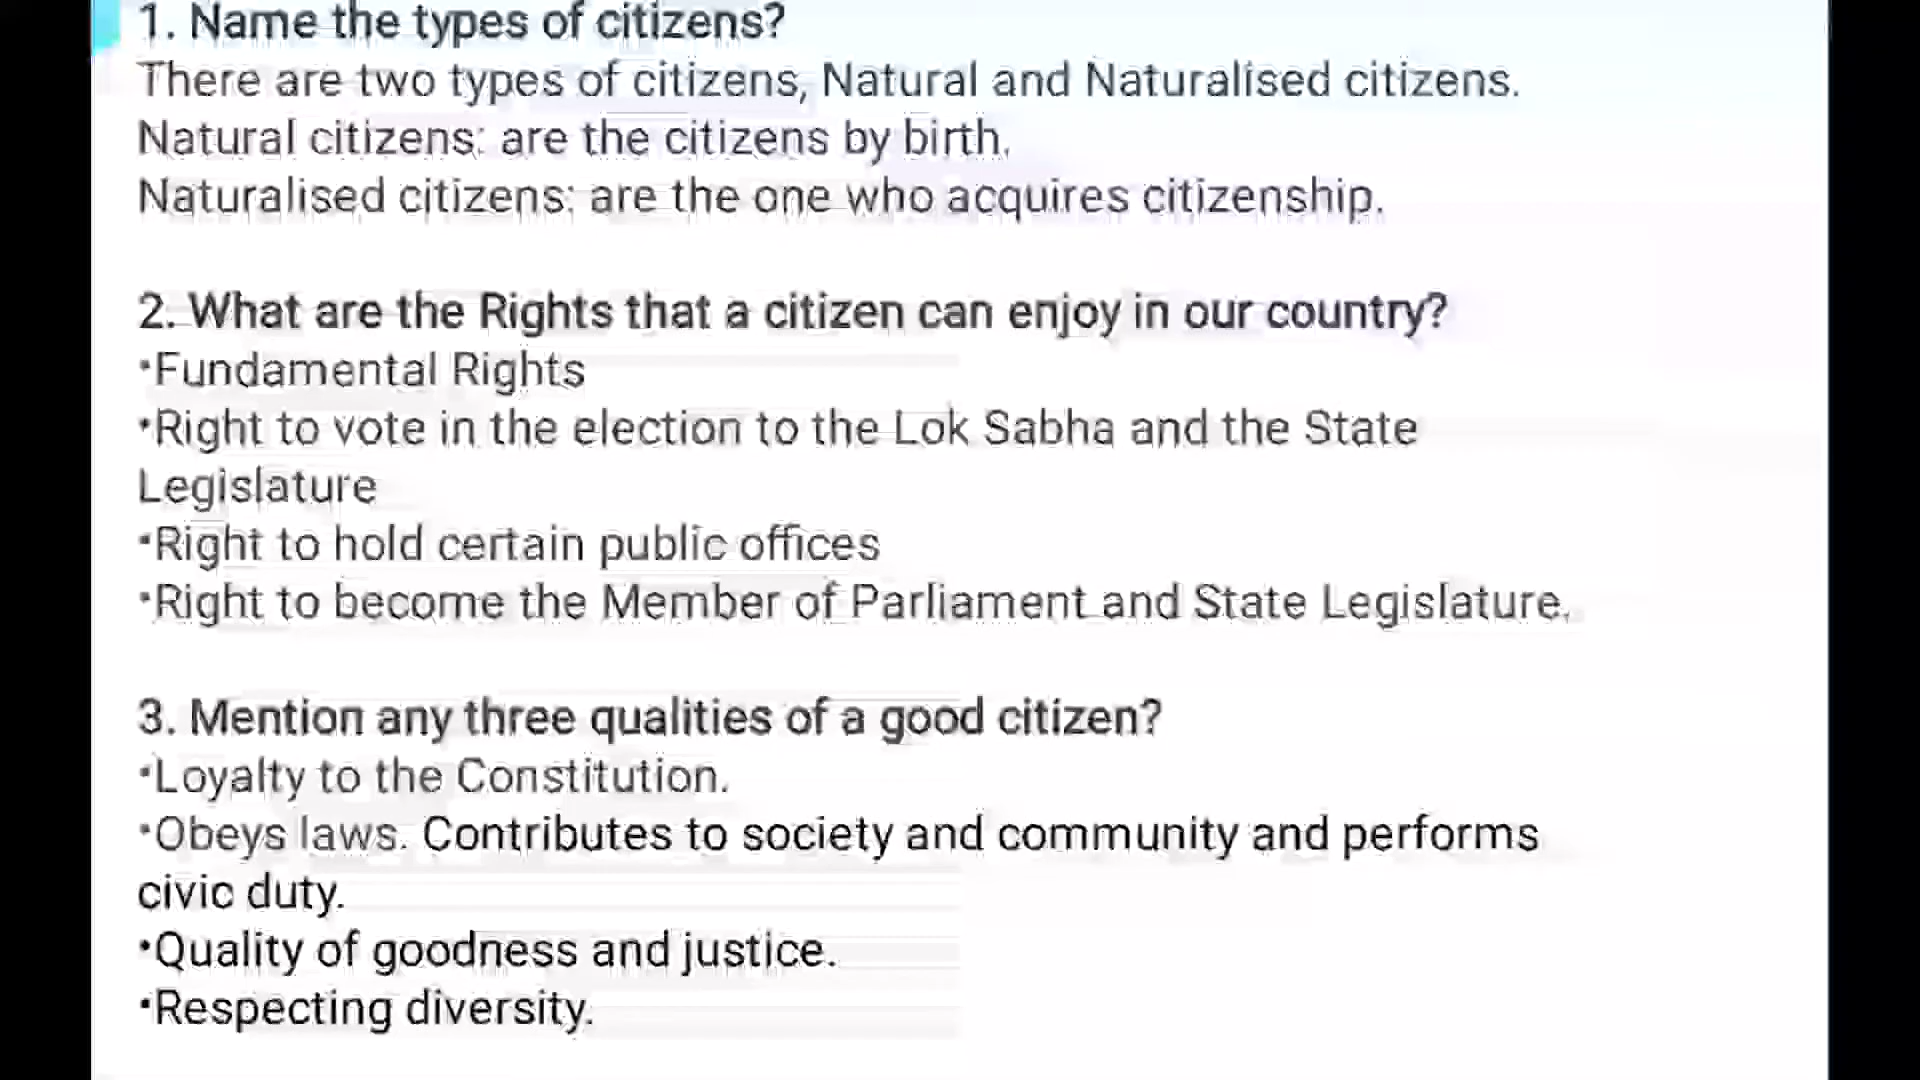 1. Name the types of citizens?
There are two types of citizens, Natural and Naturalised citizens.
Natural citizens: are the citizens by birth.
Naturalised citizens: are the one who acquires citizenship.
2. What are the Rights that a citizen can enjoy in our country?
•Fundamental Rights
•Right to vote in the election to the Lok Sabha and the State
Legislature
•Right to hold certain public offices
•Right to become the Member of Parliament and State Legislature.
3. Mention any three qualities of a good citizen?
•Loyalty to the Constitution.
•Obeys laws. Contributes to society and community and performs
civic duty.
•Quality of goodness and justice.
•Respecting diversity.